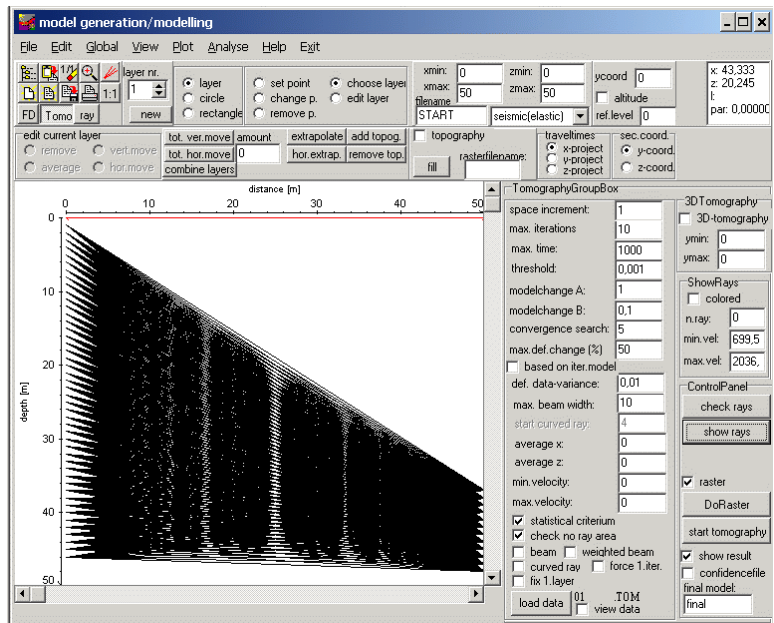 model generation/modelling
File Edit Global View Plot Analyse Help Exit
layer nr.
1
new
1:1
FD Tomo ray
layer
circle
rectangle
set point
change p.
remove p.
choose layer
edit layer
xmin: 0
xmax: 50
zmin: 0
zmax: 50
filename
START
seismic(elastic)
ycoord 0
altitude
ref.level 0
x: 43,333
z: 20,245
l:
par: 0,00000
edit current layer
remove vert.move
average hor.move
tot. ver.move amount
tot. hor.move 0
combine layers
extrapolate add topog.
hor.extrap. remove top.
topography
fill rasterfilename:
traveltimes
x-project
y-project
z-project
sec.coord.
y-coord.
z-coord.
distance [m]
0 10 20 30 40 50
depth [m]
0
10
20
30
40
50
TomographyGroupBox
space increment: 1
max. iterations 10
max. time: 1000
threshold: 0,001
modelchange A: 1
modelchange B: 0,1
convergence search: 5
max.def.change (%) 50
based on iter.model
def. data-variance: 0,01
max. beam width: 10
start curved ray: 4
average x: 0
average z: 0
min.velocity: 0
max.velocity: 0
statistical criterium
check no ray area
beam weighted beam
curved ray force 1.iter.
fix 1.layer
load data 01 .TOM
view data
3DTomography
3D-tomography
ymin: 0
ymax: 0
ShowRays
colored
n.ray: 0
min.vel: 699,5
max.vel: 2036,
ControlPanel
check rays
show rays
raster
DoRaster
start tomography
show result
confidencefile
final model:
final